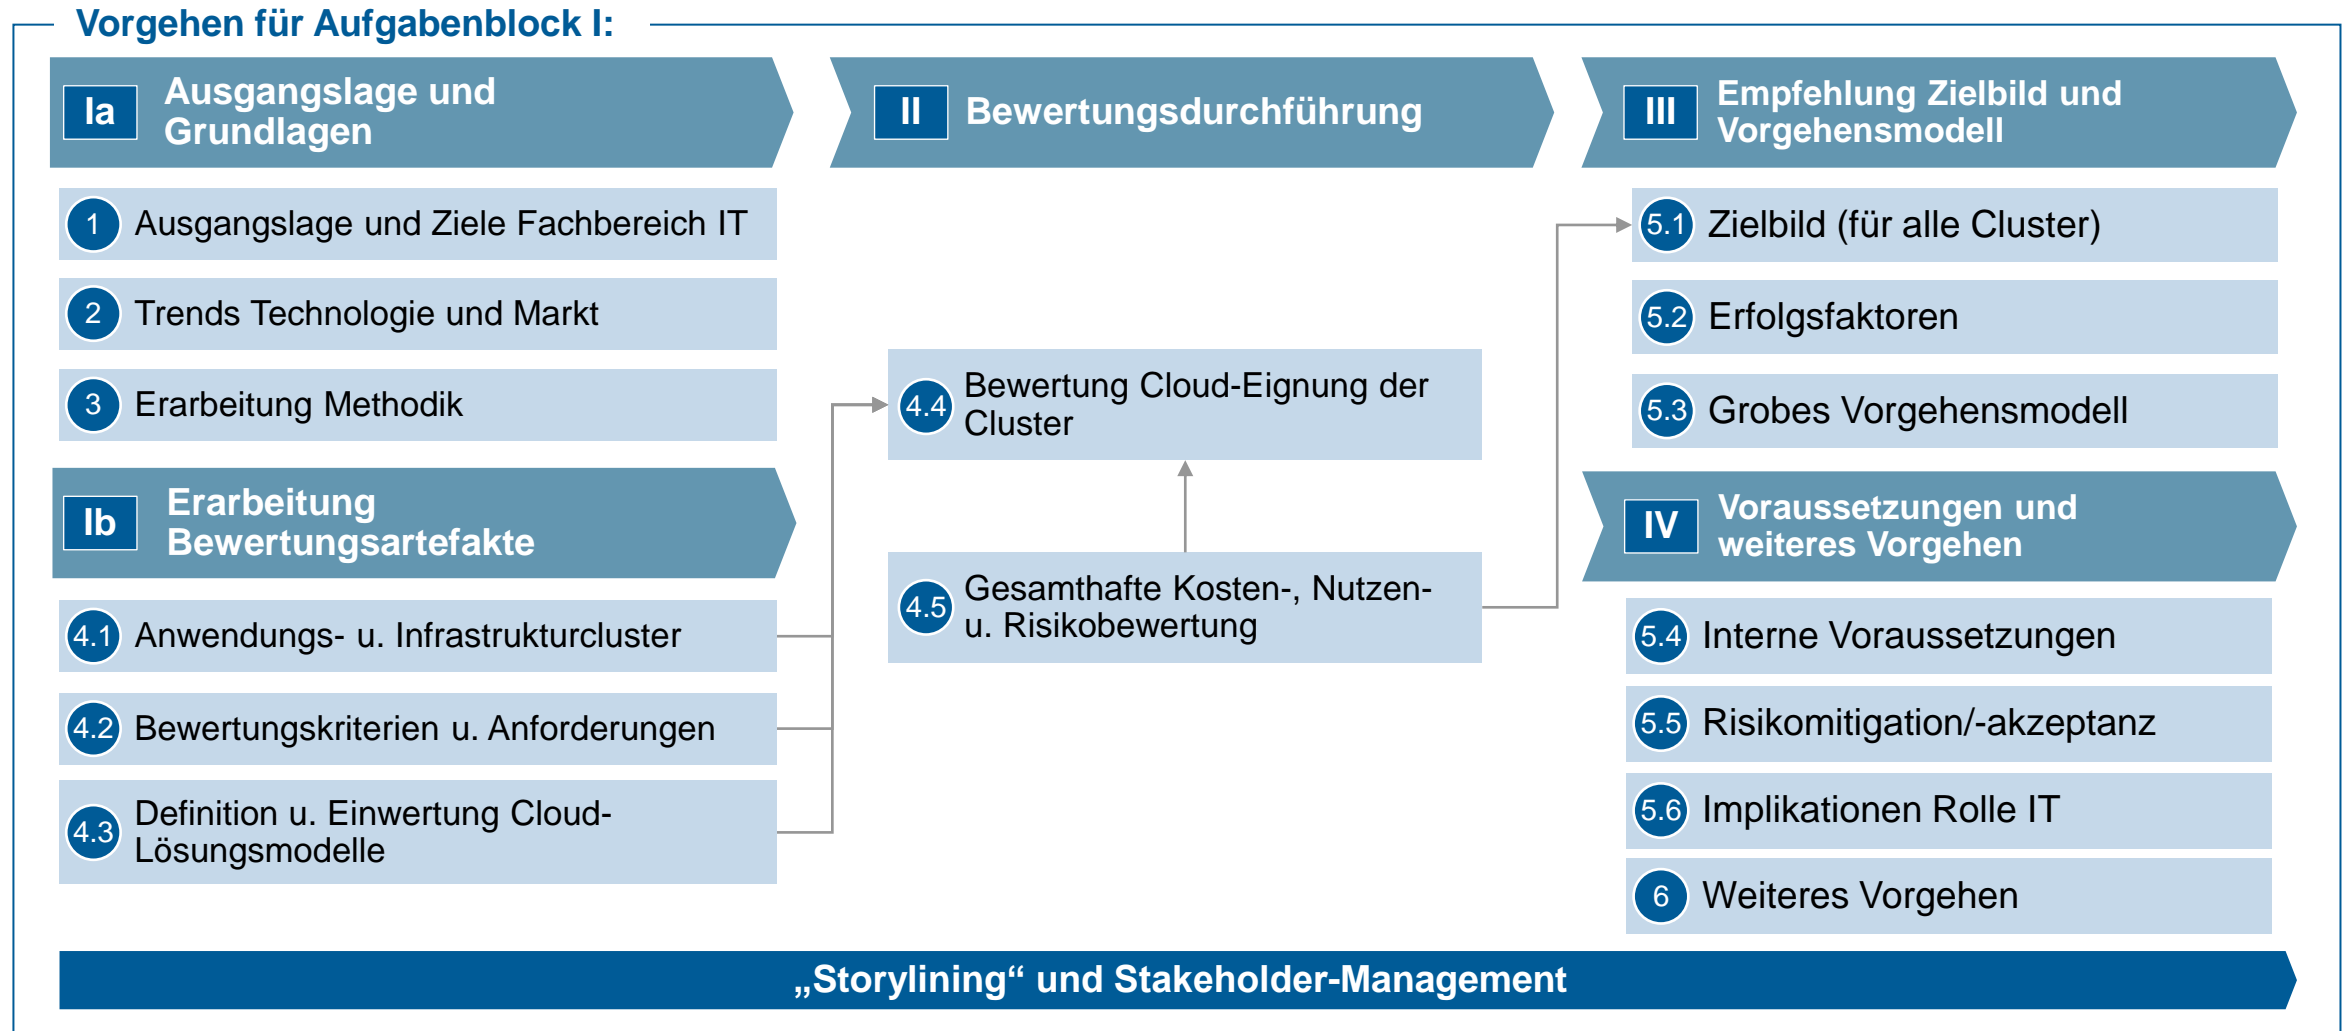 Vorgehen für Aufgabenblock I:
Ia
Ausgangslage und
Grundlagen
1
Ausgangslage und Ziele Fachbereich IT
2
Trends Technologie und Markt
3
Erarbeitung Methodik
Ib
Erarbeitung
Bewertungsartefakte
4.1
Anwendungs- u. Infrastrukturcluster
4.2
Bewertungskriterien u. Anforderungen
4.3
Definition u. Einwertung Cloud-
Lösungsmodelle
II
Bewertungsdurchführung
4.4
Bewertung Cloud-Eignung der
Cluster
4.5
Gesamthafte Kosten-, Nutzen-
u. Risikobewertung
III
Empfehlung Zielbild und
Vorgehensmodell
5.1
Zielbild (für alle Cluster)
5.2
Erfolgsfaktoren
5.3
Grobes Vorgehensmodell
IV
Voraussetzungen und
weiteres Vorgehen
5.4
Interne Voraussetzungen
5.5
Risikomitigation/-akzeptanz
5.6
Implikationen Rolle IT
6
Weiteres Vorgehen
„Storylining“ und Stakeholder-Management